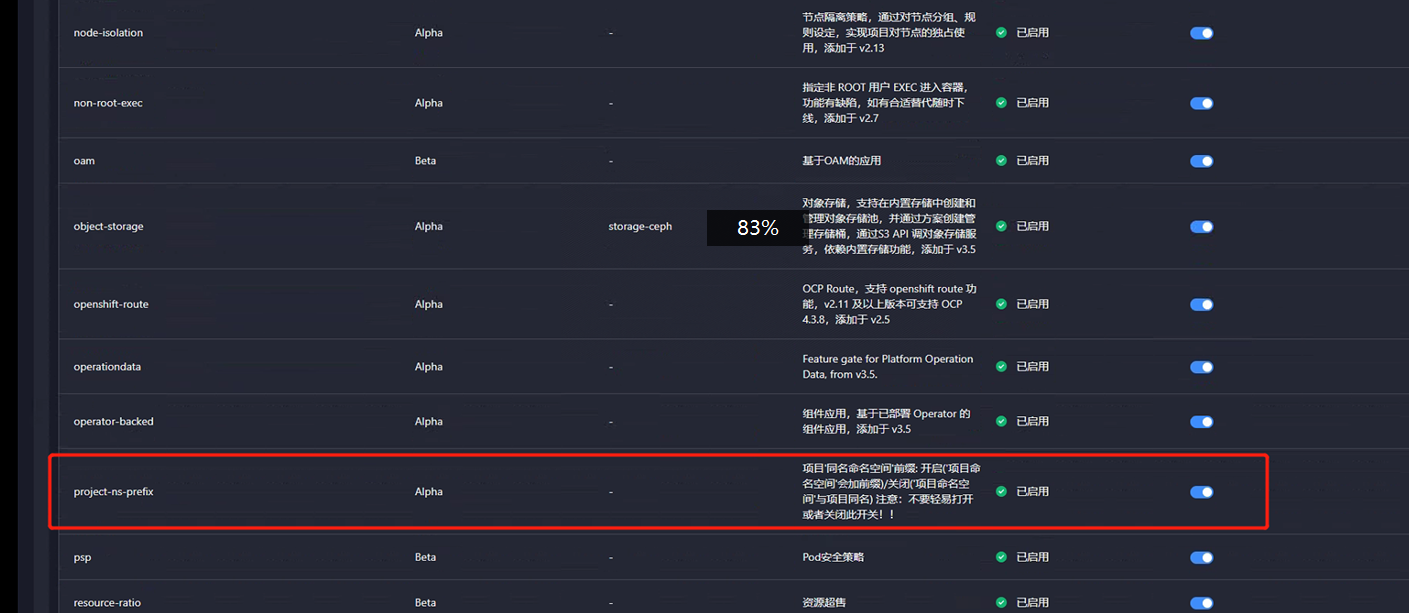 node-isolation
Alpha
-
节点隔离策略，通过对节点分组、规
则设定，实现项目对节点的独占使
用，添加于 v2.13
已启用
non-root-exec
Alpha
-
指定非 ROOT 用户 EXEC 进入容器，
功能有缺陷，如有合适替代随时下
线，添加于 v2.7
已启用
oam
Beta
-
基于OAM的应用
已启用
object-storage
Alpha
storage-ceph
83%
对象存储，支持在内置存储中创建和
管理对象存储池，并通过方案创建管
理存储桶，通过S3 API 调对象存储服
务，依赖内置存储功能，添加于 v3.5
已启用
openshift-route
Alpha
-
OCP Route，支持 openshift route 功
能，v2.11 及以上版本可支持 OCP
4.3.8，添加于 v2.5
已启用
operationdata
Alpha
-
Feature gate for Platform Operation
Data, from v3.5.
已启用
operator-backed
Alpha
-
组件应用，基于已部署 Operator 的
组件应用，添加于 v3.5
已启用
project-ns-prefix
Alpha
-
项目'同名命名空间'前缀: 开启('项目命
名空间'会加前缀)/关闭('项目命名空
间'与项目同名) 注意：不要轻易打开
或者关闭此开关！！
已启用
psp
Beta
-
Pod安全策略
已启用
resource-ratio
Beta
-
资源超售
已启用